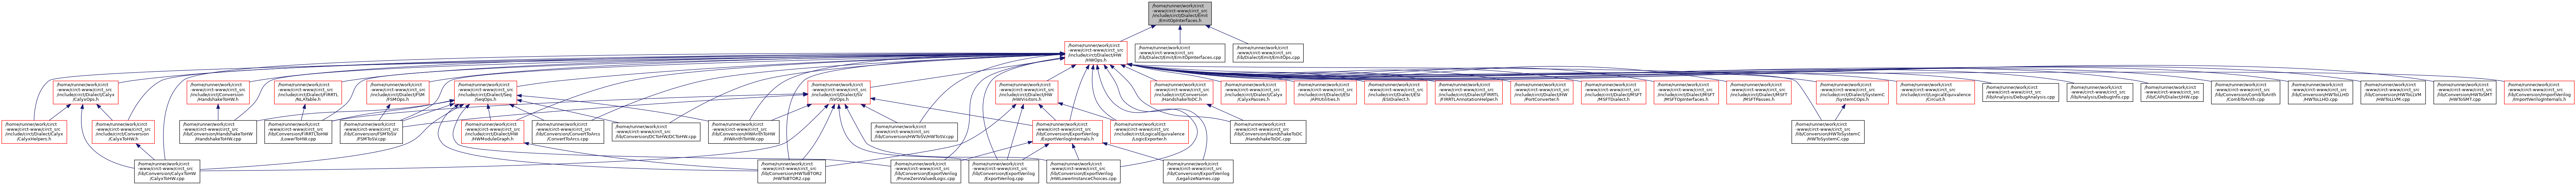 /home/runner/work/circt
-www/circt-www/circt_src
/include/circt/Dialect/Emit
/EmitOpInterfaces.h
/home/runner/work/circt
-www/circt-www/circt_src
/include/circt/Dialect/HW
/HWOps.h
/home/runner/work/circt
-www/circt-www/circt_src
/lib/Dialect/Emit/EmitOpInterfaces.cpp
/home/runner/work/circt
-www/circt-www/circt_src
/lib/Dialect/Emit/EmitOps.cpp
/home/runner/work/circt
-www/circt-www/circt_src
/include/circt/Dialect/Calyx
/CalyxOps.h
/home/runner/work/circt
-www/circt-www/circt_src
/include/circt/Conversion
/HandshakeToHW.h
/home/runner/work/circt
-www/circt-www/circt_src
/include/circt/Dialect/FIRRTL
/NLATable.h
/home/runner/work/circt
-www/circt-www/circt_src
/include/circt/Dialect/FSM
/FSMOps.h
/home/runner/work/circt
-www/circt-www/circt_src
/include/circt/Dialect/Seq
/SeqOps.h
/home/runner/work/circt
-www/circt-www/circt_src
/include/circt/Dialect/SV
/SVOps.h
/home/runner/work/circt
-www/circt-www/circt_src
/include/circt/Dialect/HW
/HWVisitors.h
/home/runner/work/circt
-www/circt-www/circt_src
/include/circt/Conversion
/HandshakeToDC.h
/home/runner/work/circt
-www/circt-www/circt_src
/include/circt/Dialect/Calyx
/CalyxPasses.h
/home/runner/work/circt
-www/circt-www/circt_src
/include/circt/Dialect/ESI
/APIUtilities.h
/home/runner/work/circt
-www/circt-www/circt_src
/include/circt/Dialect/ESI
/ESIDialect.h
/home/runner/work/circt
-www/circt-www/circt_src
/include/circt/Dialect/FIRRTL
/FIRRTLAnnotationHelper.h
/home/runner/work/circt
-www/circt-www/circt_src
/include/circt/Dialect/HW
/PortConverter.h
/home/runner/work/circt
-www/circt-www/circt_src
/include/circt/Dialect/MSFT
/MSFTDialect.h
/home/runner/work/circt
-www/circt-www/circt_src
/include/circt/Dialect/MSFT
/MSFTOpInterfaces.h
/home/runner/work/circt
-www/circt-www/circt_src
/include/circt/Dialect/MSFT
/MSFTPasses.h
/home/runner/work/circt
-www/circt-www/circt_src
/include/circt/Dialect/SystemC
/SystemCOps.h
/home/runner/work/circt
-www/circt-www/circt_src
/include/circt/LogicalEquivalence
/Circuit.h
/home/runner/work/circt
-www/circt-www/circt_src
/lib/Analysis/DebugAnalysis.cpp
/home/runner/work/circt
-www/circt-www/circt_src
/lib/Analysis/DebugInfo.cpp
/home/runner/work/circt
-www/circt-www/circt_src
/lib/CAPI/Dialect/HW.cpp
/home/runner/work/circt
-www/circt-www/circt_src
/lib/Conversion/CombToArith
/CombToArith.cpp
/home/runner/work/circt
-www/circt-www/circt_src
/lib/Conversion/HWToLLHD
/HWToLLHD.cpp
/home/runner/work/circt
-www/circt-www/circt_src
/lib/Conversion/HWToLLVM
/HWToLLVM.cpp
/home/runner/work/circt
-www/circt-www/circt_src
/lib/Conversion/HWToSMT
/HWToSMT.cpp
/home/runner/work/circt
-www/circt-www/circt_src
/lib/Conversion/ImportVerilog
/ImportVerilogInternals.h
/home/runner/work/circt
-www/circt-www/circt_src
/include/circt/Dialect/Calyx
/CalyxHelpers.h
/home/runner/work/circt
-www/circt-www/circt_src
/include/circt/Conversion
/CalyxToHW.h
/home/runner/work/circt
-www/circt-www/circt_src
/lib/Conversion/HandshakeToHW
/HandshakeToHW.cpp
/home/runner/work/circt
-www/circt-www/circt_src
/lib/Conversion/FIRRTLToHW
/LowerToHW.cpp
/home/runner/work/circt
-www/circt-www/circt_src
/lib/Conversion/FSMToSV
/FSMToSV.cpp
/home/runner/work/circt
-www/circt-www/circt_src
/include/circt/Dialect/HW
/HWModuleGraph.h
/home/runner/work/circt
-www/circt-www/circt_src
/lib/Conversion/ConvertToArcs
/ConvertToArcs.cpp
/home/runner/work/circt
-www/circt-www/circt_src
/lib/Conversion/DCToHW/DCToHW.cpp
/home/runner/work/circt
-www/circt-www/circt_src
/lib/Conversion/HWArithToHW
/HWArithToHW.cpp
/home/runner/work/circt
-www/circt-www/circt_src
/lib/Conversion/HWToSV/HWToSV.cpp
/home/runner/work/circt
-www/circt-www/circt_src
/lib/Conversion/ExportVerilog
/ExportVerilogInternals.h
/home/runner/work/circt
-www/circt-www/circt_src
/include/circt/LogicalEquivalence
/LogicExporter.h
/home/runner/work/circt
-www/circt-www/circt_src
/lib/Conversion/HandshakeToDC
/HandshakeToDC.cpp
/home/runner/work/circt
-www/circt-www/circt_src
/lib/Conversion/HWToSystemC
/HWToSystemC.cpp
/home/runner/work/circt
-www/circt-www/circt_src
/lib/Conversion/CalyxToHW
/CalyxToHW.cpp
/home/runner/work/circt
-www/circt-www/circt_src
/lib/Conversion/HWToBTOR2
/HWToBTOR2.cpp
/home/runner/work/circt
-www/circt-www/circt_src
/lib/Conversion/ExportVerilog
/PruneZeroValuedLogic.cpp
/home/runner/work/circt
-www/circt-www/circt_src
/lib/Conversion/ExportVerilog
/ExportVerilog.cpp
/home/runner/work/circt
-www/circt-www/circt_src
/lib/Conversion/ExportVerilog
/HWLowerInstanceChoices.cpp
/home/runner/work/circt
-www/circt-www/circt_src
/lib/Conversion/ExportVerilog
/LegalizeNames.cpp